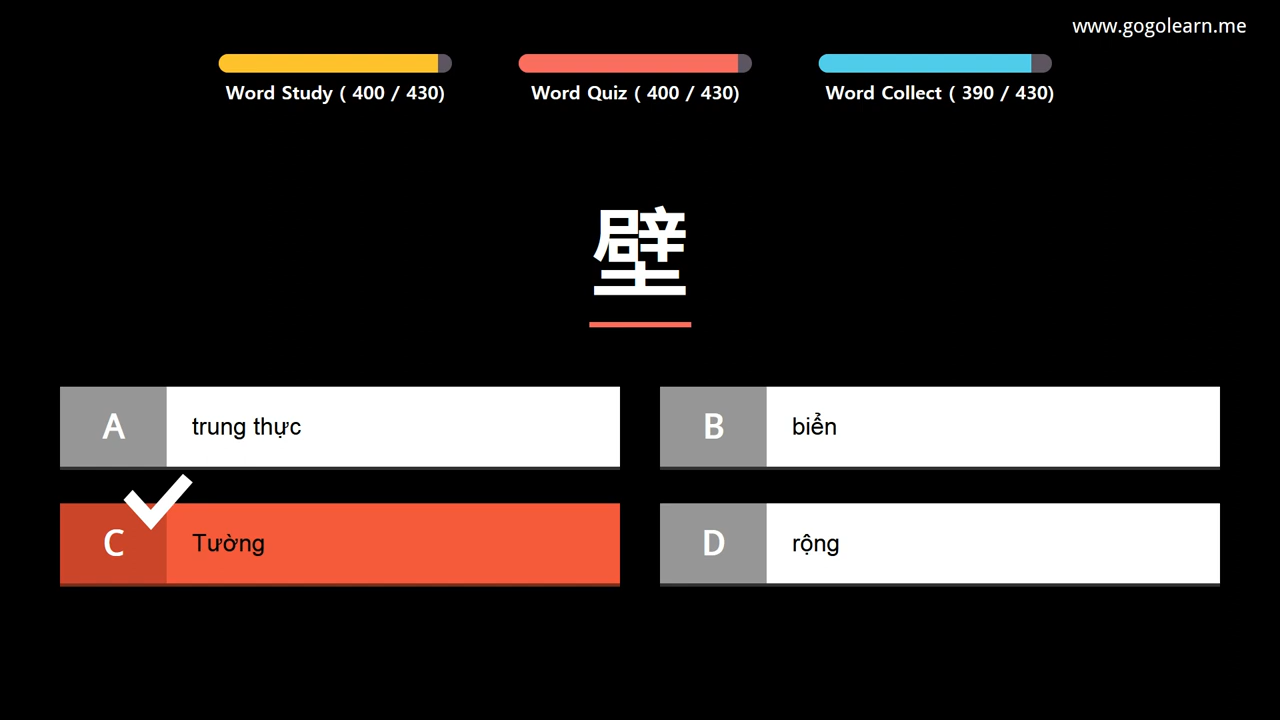 www.gogolearn.me
Word Study ( 400 / 430)
Word Quiz ( 400 / 430)
Word Collect ( 390 / 430)
壁
A trung thực
B biển
C Tường
D rộng